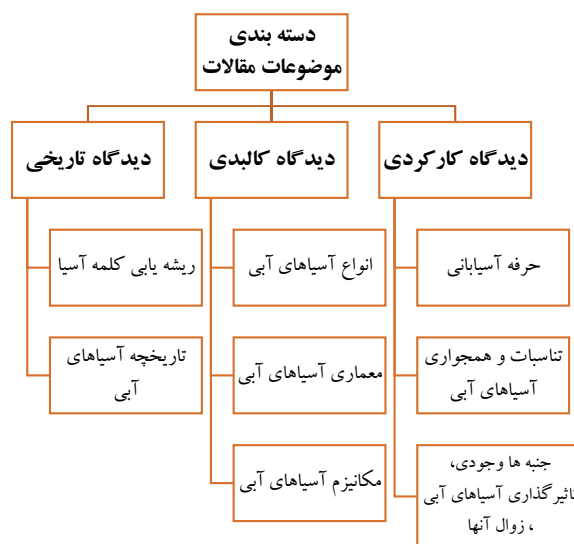 دسته بندی
موضوعات مقالات
دیدگاه کارکردی
دیدگاه کالبدی
دیدگاه تاریخی
حرفه آسیابانی
تناسبات و همجواری
آسیاهای آبی
جنبه ها وجودی،
تاثیرگذاری آسیاهای آبی
، زوال آنها
انواع آسیاهای آبی
معماری آسیاهای آبی
مکانیزم آسیاهای آبی
ریشه یابی کلمه آسیا
تاریخچه آسیاهای
آبی